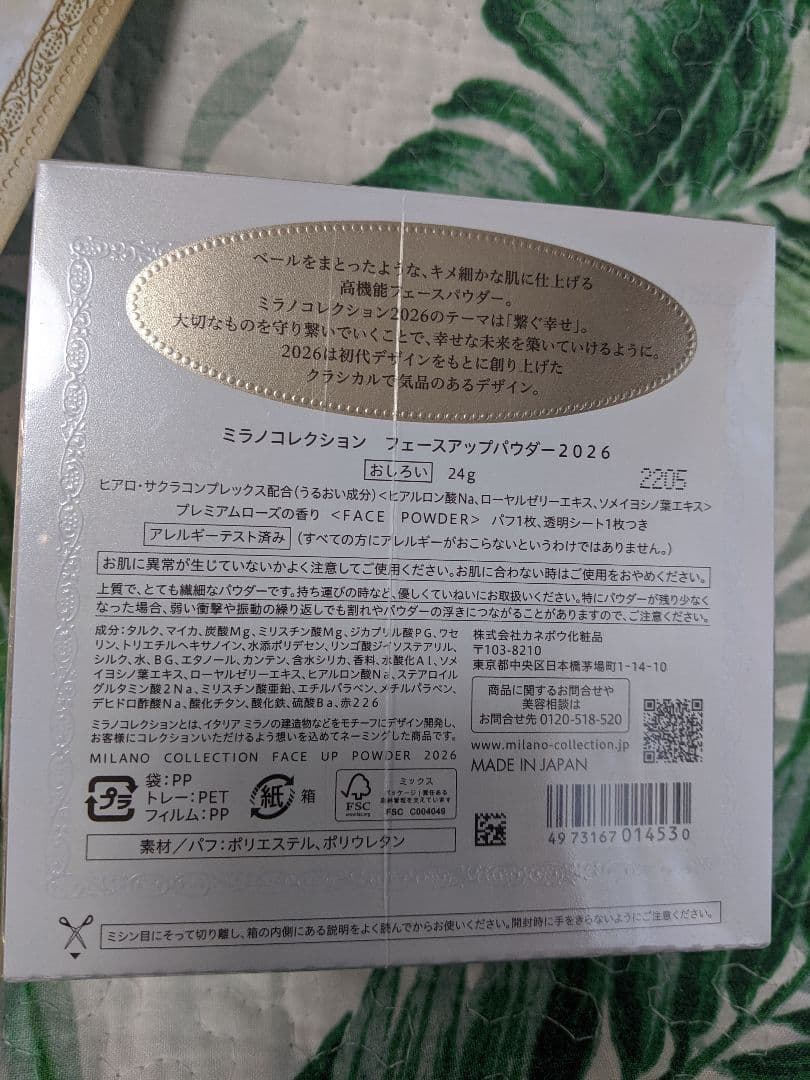 ベールをまとったような、キメ細かな肌に仕上げる
高機能フェースパウダー。
ミラノコレクション2026のテーマは「繋ぐ幸せ」。
大切なものを守り繋いでいくことで、幸せな未来を築いていけるように。
2026は初代デザインをもとに創り上げた
クラシカルで気品のあるデザイン。
ミラノコレクション フェースアップパウダー2026
おしろい 24g
2205
ヒアロ・サクラコンプレックス配合(うるおい成分)<ヒアルロン酸Na、ローヤルゼリーエキス、ソメイヨシノ葉エキス>
プレミアムローズの香り <FACE POWDER> パフ1枚、透明シート1枚つき
アレルギーテスト済み (すべての方にアレルギーがおこらないというわけではありません。)
お肌に異常が生じていないかよく注意してご使用ください。お肌に合わない時はご使用をおやめください。
上質で、とても繊細なパウダーです。持ち運びの時など、優しくていねいにお取扱いください。特にパウダーが残り少なく
なった場合、弱い衝撃や振動の繰り返しでも割れやパウダーの浮きにつながることがありますので、ご注意ください。
成分:タルク、マイカ、炭酸Mg、ミリスチン酸Mg、ジカプリル酸PG、ワセ
リン、トリエチルヘキサノイン、水添ポリデセン、リンゴ酸ジイソステアリル、
シルク、水、BG、エタノール、カンテン、含水シリカ、香料、水酸化Al、ソメ
イヨシノ葉エキス、ローヤルゼリーエキス、ヒアルロン酸Na、ステアロイル
グルタミン酸2Na、ミリスチン酸亜鉛、エチルパラベン、メチルパラベン、
デヒドロ酢酸Na、酸化チタン、酸化鉄、硫酸Ba、赤226
ミラノコレクションとは、イタリア ミラノの建造物などをモチーフにデザイン開発し、
お客様にコレクションいただけるよう想いを込めてネーミングした商品です。
MILANO COLLECTION FACE UP POWDER 2026
株式会社カネボウ化粧品
〒103-8210
東京都中央区日本橋茅場町1-14-10
商品に関するお問合せや
美容相談は
お問合せ先 0120-518-520
www.milano-collection.jp
MADE IN JAPAN
プラ
袋:PP
トレー:PET
フィルム:PP
紙 箱
FSC
www.fsc.org
ミックス
パッケージ|責任ある
森林管理を支えています
FSC C004049
4973167014530
素材/パフ:ポリエステル、ポリウレタン
ミシン目にそって切り離し、箱の内側にある説明をよく読んでからお使いください。開封時に手をきらないようにご注意ください。